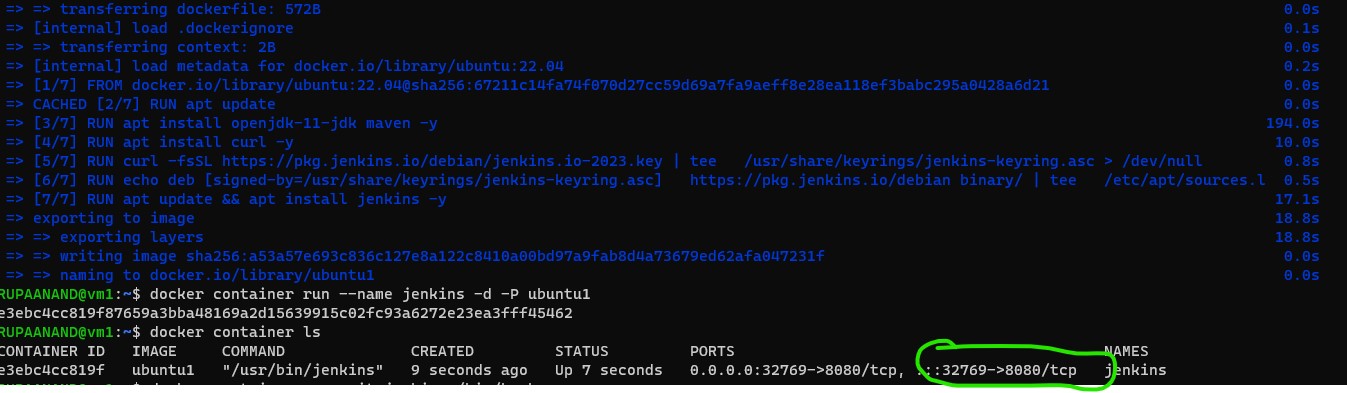 => => transferring dockerfile: 572B 0.0s
=> [internal] load .dockerignore 0.1s
=> => transferring context: 2B 0.0s
=> [internal] load metadata for docker.io/library/ubuntu:22.04 0.2s
=> [1/7] FROM docker.io/library/ubuntu:22.04@sha256:67211c14fa74f070d27cc59d69a7fa9aeff8e28ea118ef3babc295a0428a6d21 0.0s
=> CACHED [2/7] RUN apt update 0.0s
=> [3/7] RUN apt install openjdk-11-jdk maven -y 194.0s
=> [4/7] RUN apt install curl -y 10.0s
=> [5/7] RUN curl -fsSL https://pkg.jenkins.io/debian/jenkins.io-2023.key | tee   /usr/share/keyrings/jenkins-keyring.asc > /dev/null 0.8s
=> [6/7] RUN echo deb [signed-by=/usr/share/keyrings/jenkins-keyring.asc]   https://pkg.jenkins.io/debian binary/ | tee   /etc/apt/sources.l 0.5s
=> [7/7] RUN apt update && apt install jenkins -y 17.1s
=> exporting to image 18.8s
=> => exporting layers 18.8s
=> => writing image sha256:a53a57e693c836c127e8a122c8410a00bd97a9fab8d4a73679ed62afa047231f 0.0s
=> => naming to docker.io/library/ubuntu1 0.0s
RUPAANAND@vm1:~$ docker container run --name jenkins -d -P ubuntu1
e3ebc4cc819f87659a3bba48169a2d15639915c02fc93a6272e23ea3fff45462
RUPAANAND@vm1:~$ docker container ls
CONTAINER ID   IMAGE     COMMAND              CREATED         STATUS         PORTS                                         NAMES
e3ebc4cc819f   ubuntu1   "/usr/bin/jenkins"   9 seconds ago   Up 7 seconds   0.0.0.0:32769->8080/tcp, :::32769->8080/tcp   jenkins